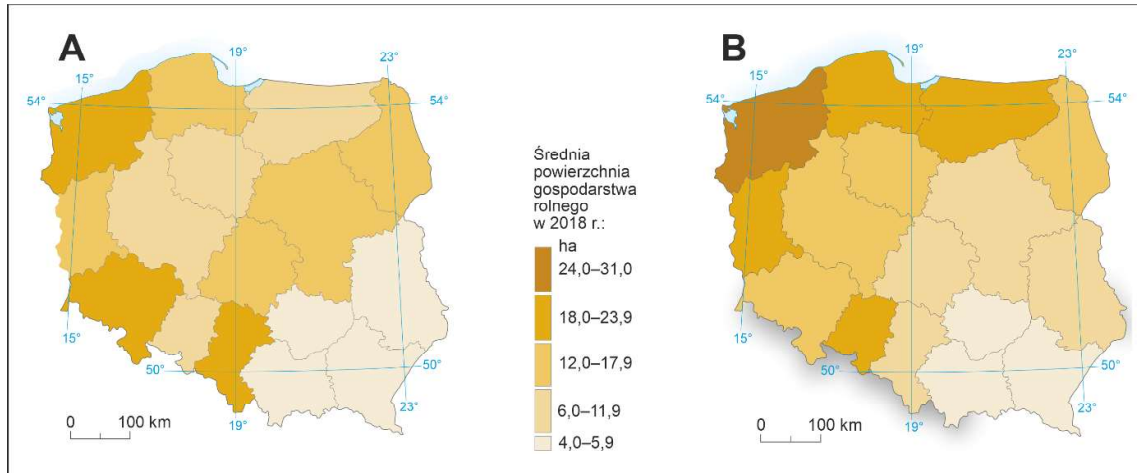 A
19°
23°
15°
54°
54°
50°
50°
15°
23°
19°
0 100 km
Średnia
powierzchnia
gospodarstwa
rolnego
w 2018 r.:
ha
24,0–31,0
18,0–23,9
12,0–17,9
6,0–11,9
4,0–5,9
B
19°
23°
15°
54°
54°
50°
50°
15°
23°
19°
0 100 km